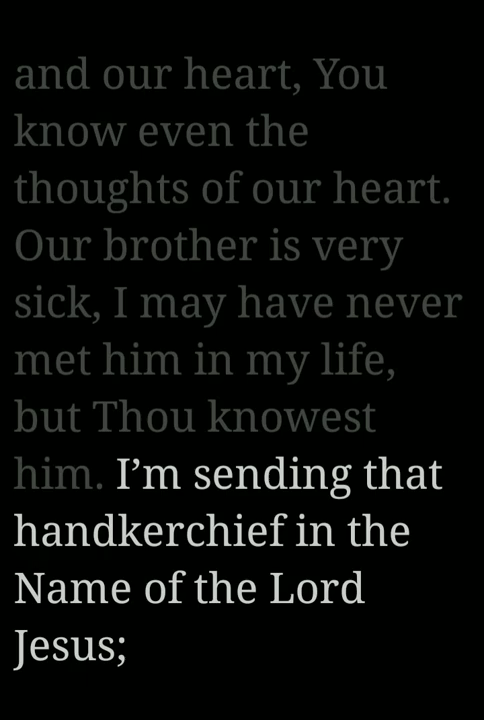 and our heart, You
know even the
thoughts of our heart.
Our brother is very
sick, I may have never
met him in my life,
but Thou knowest
him. I’m sending that
handkerchief in the
Name of the Lord
Jesus;